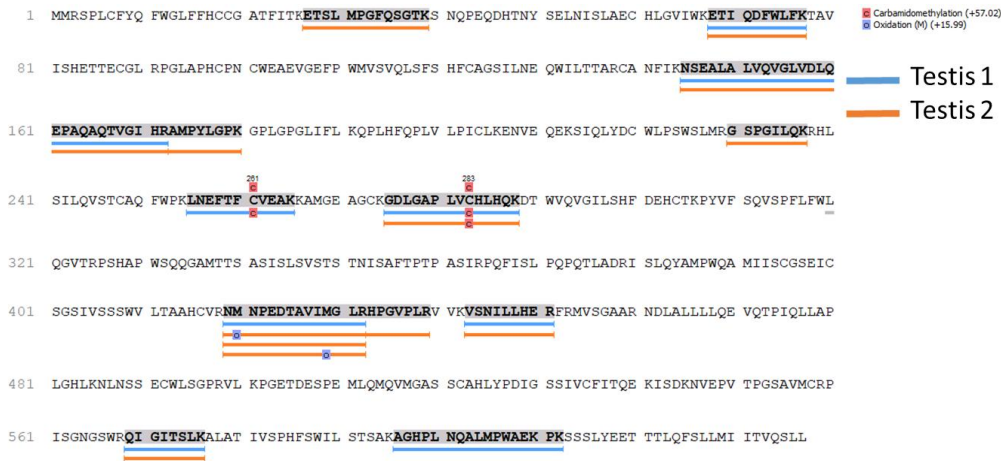 1 MMRSPLCFYQ FWGLFFHCCG ATFITKETSL MPGFQSGTKS SNQPEQDHTNY SELNISLAEC HLGVIWKETI QDFWLFKTAV
C Carbamidomethylation (+57.02)
O Oxidation (M) (+15.99)
81 ISHETTECGL RPGLAPHCPN CWEAEVGEFP WMVSVQLSFS HFCAGSILNE QWILTTARCA NFIKNSEALA LVQVGLVDLQ
Testis 1
Testis 2
161 EPAQAQTVGI HRAMPYLGPK GPLGPGLIFL KQPLHFQPLV LPICLKENVE QEKSIQLYDC WLPSWSLMRG SPGILQKRHL
261 283
C C
241 SILQVSTCAQ FWPKLNEFTF CVEAKKAMGE AGCKGDLGAP LVCHLHQKDT WVQVGILSHF DEHCTKPYVF SQVSPFLFWL
C C
C
321 QGVTRPSHAP WSQQGAMTTS ASISLSVSTS TNISAFTPTP ASIRPQFISL PQPQTLADRI SLQYAMPWQA MIISCGSEIC
401 SGSIVSSSWV LTAAHCVRNM NPEDTAVIMG LRHPGVPLRV VKVSNILLHE RFRMVSGAAR NDLALLLLQE VQTPIQLLAP
O
O
481 LGHLKNLNSS ECWLSGPRVL KPGETDESPE MLQMQVMGAS SCAHLYPDIG SSIVCFITQE KISDKNVEPV TPGSAVMCRP
561 ISGNGSWRQI GITSLKALAT IVSPHFSWIL STSAKAGHPL NQALMPWAEK PKSSSLYEET TTLQFSLLMI ITVQSLL